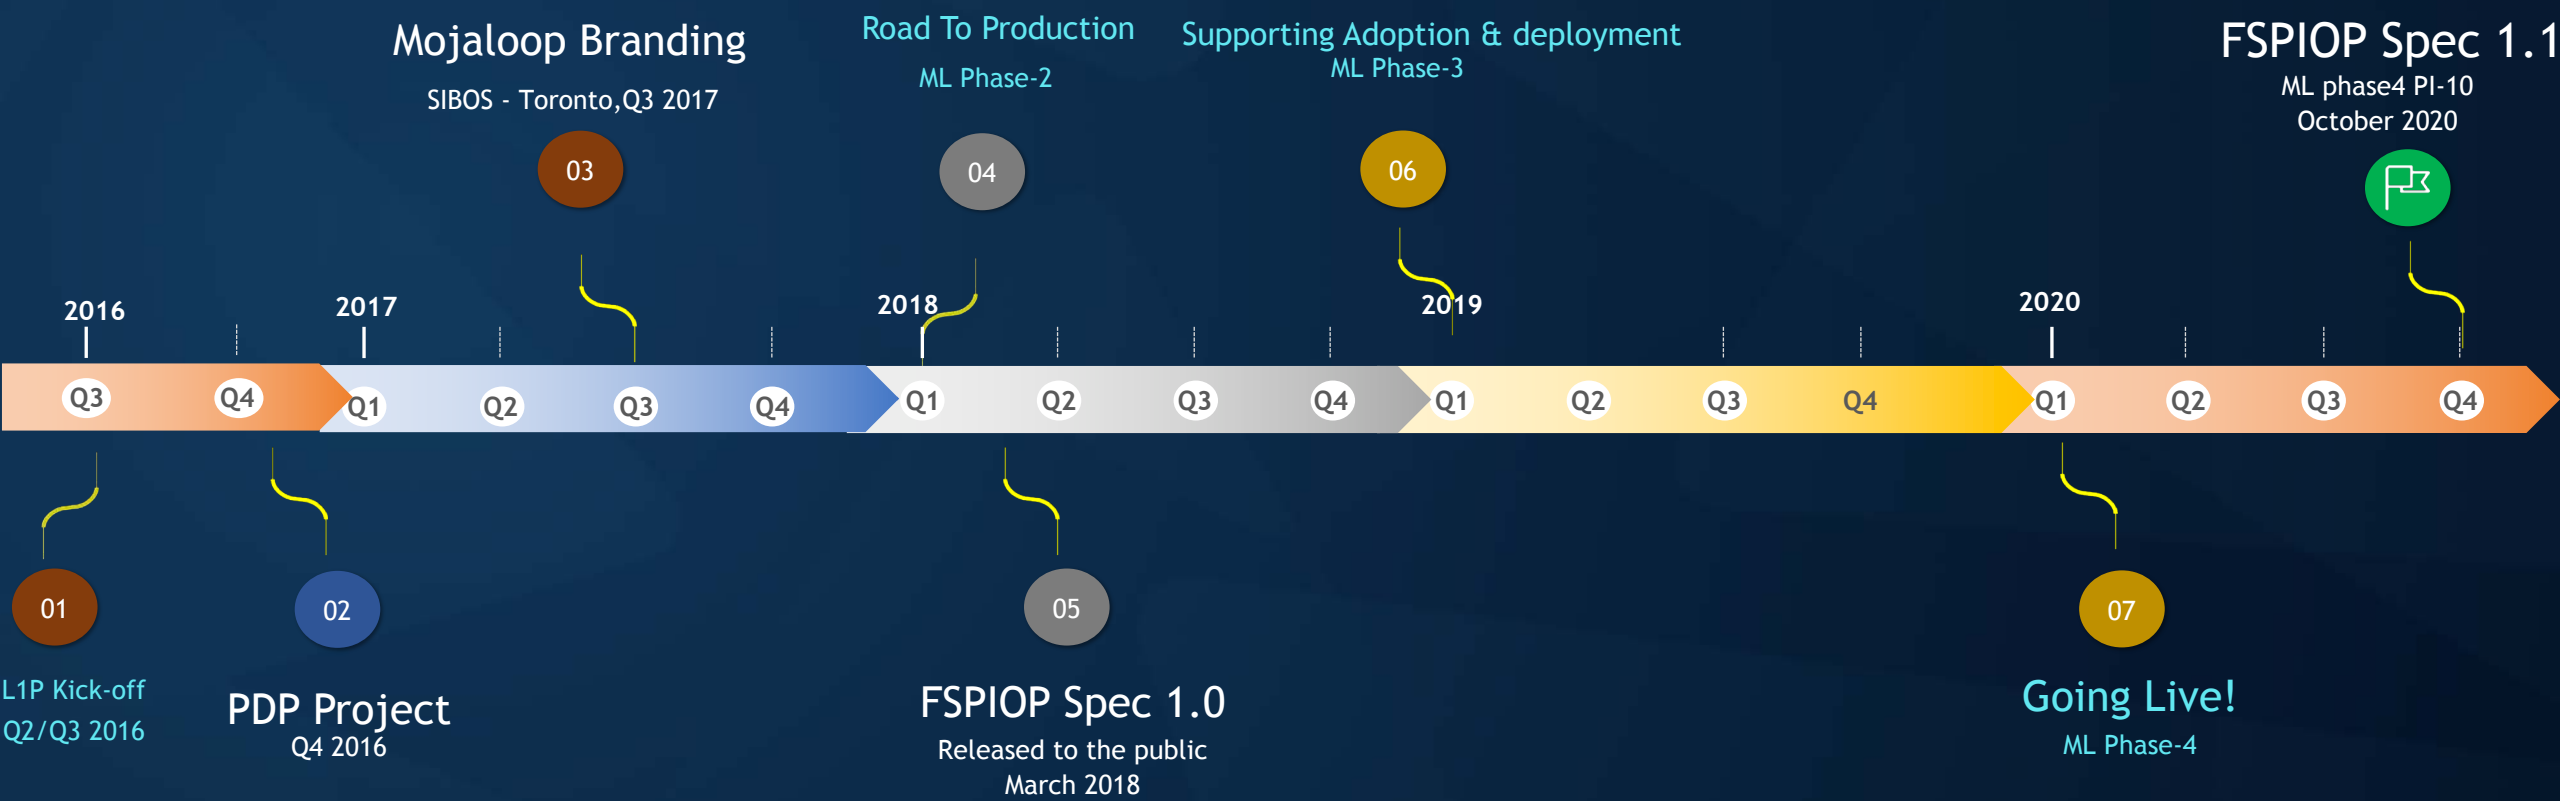 Mojaloop Branding
SIBOS - Toronto,Q3 2017
03
Road To Production
ML Phase-2
04
Supporting Adoption & deployment
ML Phase-3
06
FSPIOP Spec 1.1
ML phase4 PI-10
October 2020
2016
2017
2018
2019
2020
Q3
Q4
Q1
Q2
Q3
Q4
Q1
Q2
Q3
Q4
Q1
Q2
Q3
Q4
Q1
Q2
Q3
Q4
01
L1P Kick-off
Q2/Q3 2016
02
PDP Project
Q4 2016
05
FSPIOP Spec 1.0
Released to the public
March 2018
07
Going Live!
ML Phase-4